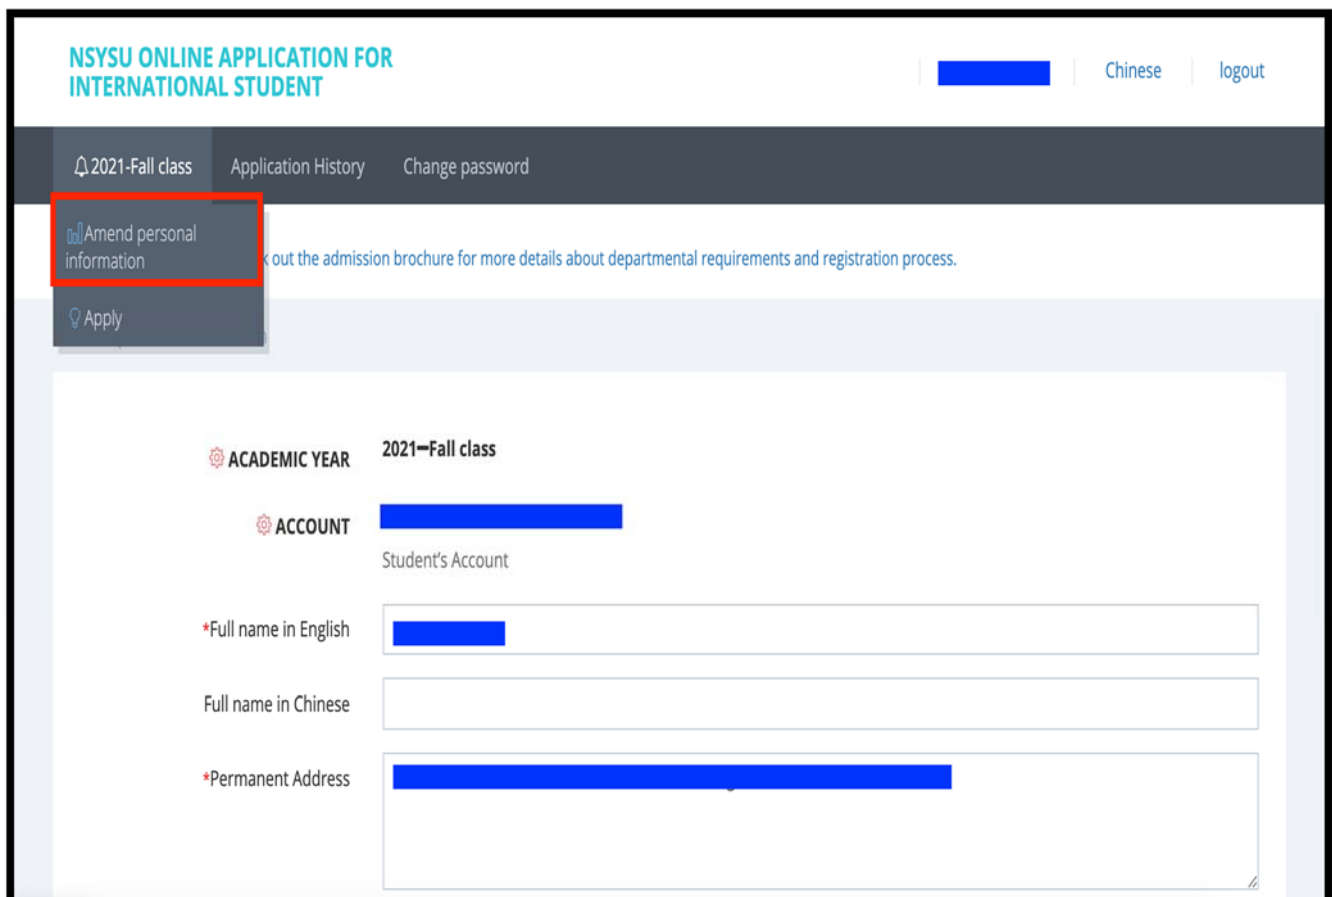 NSYSU ONLINE APPLICATION FOR
INTERNATIONAL STUDENT
Chinese
logout
2021-Fall class
Application History
Change password
Amend personal
information
out the admission brochure for more details about departmental requirements and registration process.
Apply
ACADEMIC YEAR
2021–Fall class
ACCOUNT
Student's Account
*Full name in English
Full name in Chinese
*Permanent Address